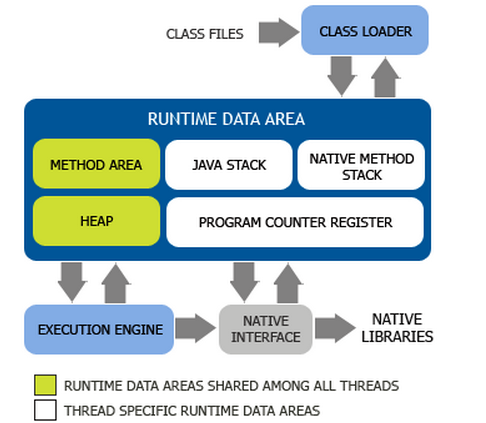 CLASS FILES
CLASS LOADER
RUNTIME DATA AREA
METHOD AREA
JAVA STACK
NATIVE METHOD
STACK
HEAP
PROGRAM COUNTER REGISTER
EXECUTION ENGINE
NATIVE
INTERFACE
NATIVE
LIBRARIES
RUNTIME DATA AREAS SHARED AMONG ALL THREADS
THREAD SPECIFIC RUNTIME DATA AREAS